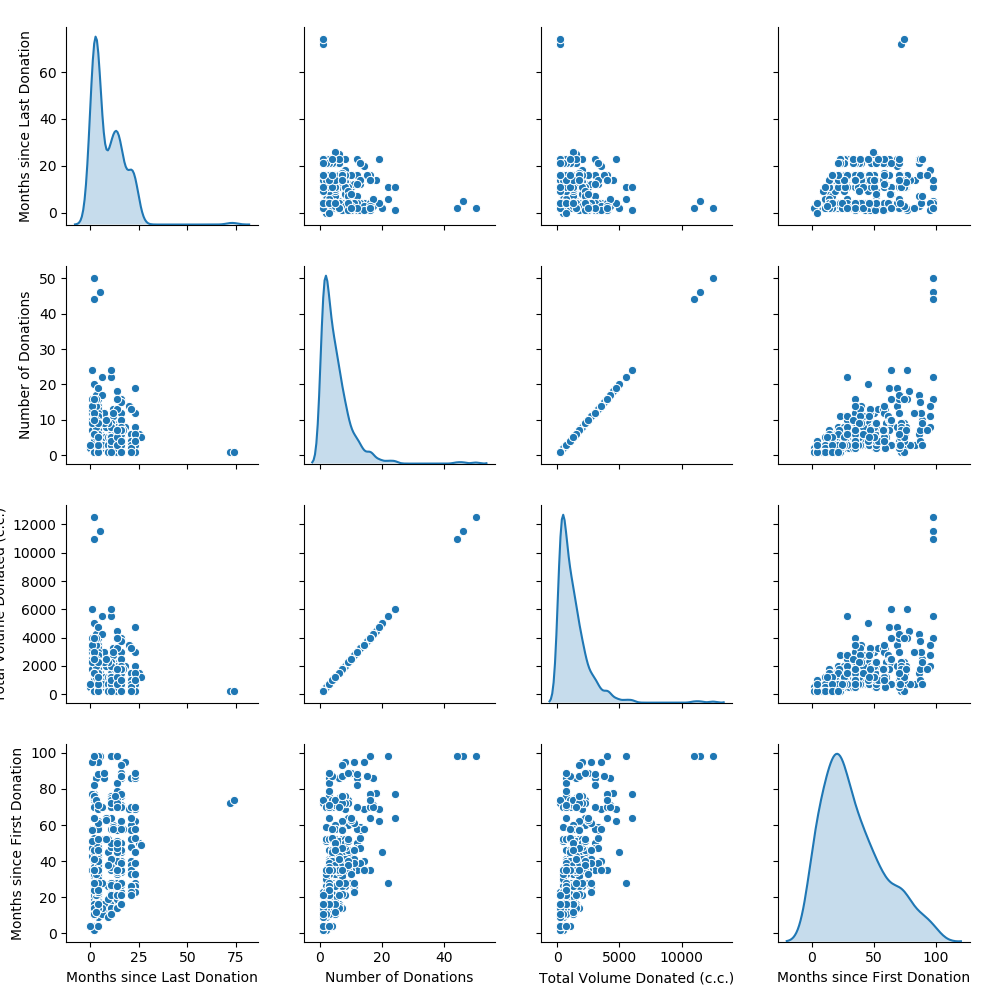 Months since Last Donation
60
40
20
0
Number of Donations
50
40
30
20
10
0
12000
10000
8000
6000
4000
2000
0
Months since First Donation
100
80
60
40
20
0
0 25 50 75
0 20 40
0 5000 10000
0 50 100
Months since Last Donation
Number of Donations
Total Volume Donated (c.c.)
Months since First Donation